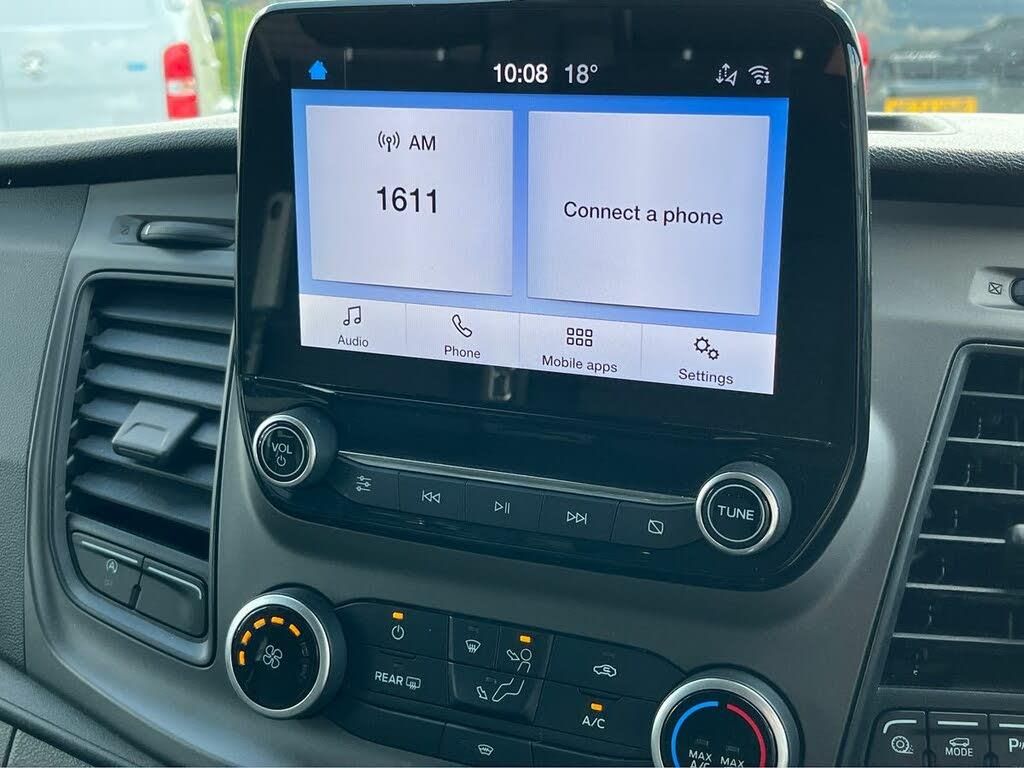 10:08 18°
AM
1611
Connect a phone
Audio
Phone
Mobile apps
Settings
VOL
TUNE
REAR
A/C
MAX
A/C
MAX
MODE